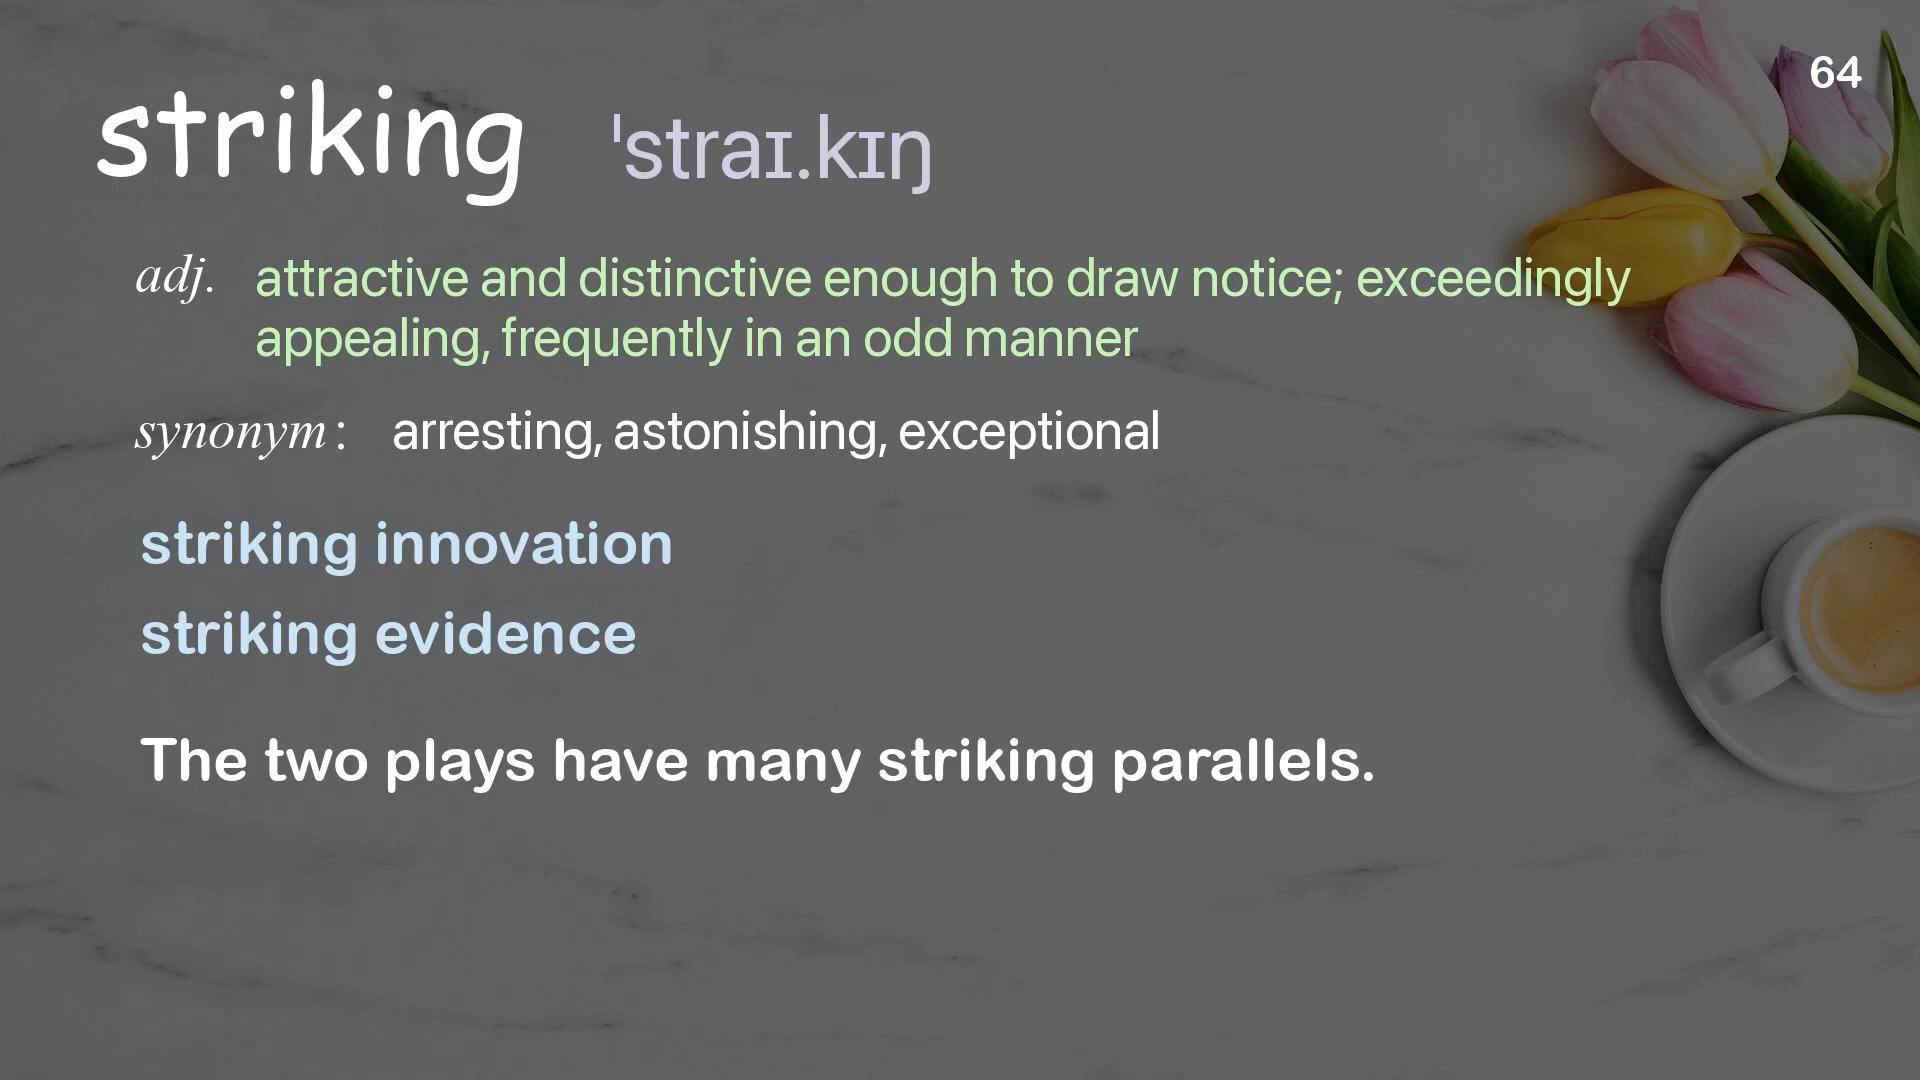 64
striking ˈstraɪ.kɪŋ
adj. attractive and distinctive enough to draw notice; exceedingly
appealing, frequently in an odd manner
synonym: arresting, astonishing, exceptional
striking innovation
striking evidence
The two plays have many striking parallels.